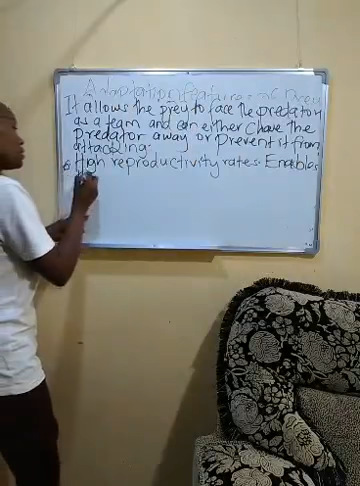 Adaptation features of Prey
It allows the prey to face the predator
as a team and can either chave the
predator away or Prevent it from
attacking.
High reproductivity rates. Enables